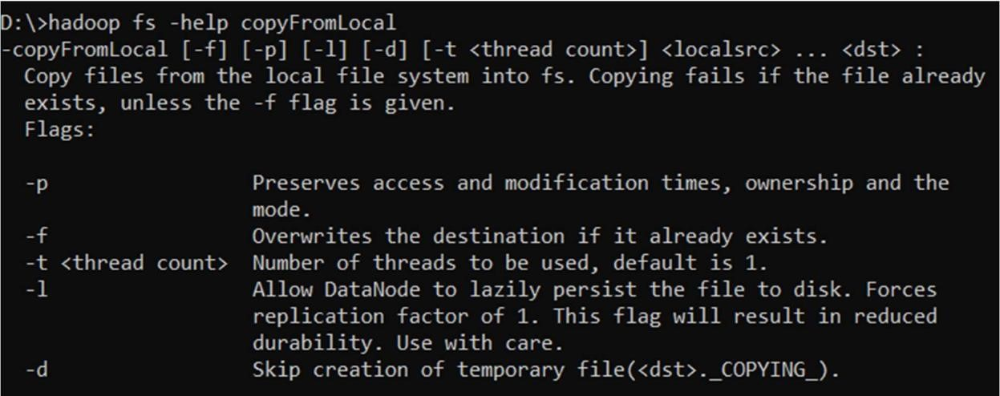 D:\>hadoop fs -help copyFromLocal
-copyFromLocal [-f] [-p] [-l] [-d] [-t <thread count>] <localsrc> ... <dst> :
Copy files from the local file system into fs. Copying fails if the file already
exists, unless the -f flag is given.
Flags:
-p Preserves access and modification times, ownership and the
mode.
-f Overwrites the destination if it already exists.
-t <thread count> Number of threads to be used, default is 1.
-l Allow DataNode to lazily persist the file to disk. Forces
replication factor of 1. This flag will result in reduced
durability. Use with care.
-d Skip creation of temporary file(<dst>._COPYING_).